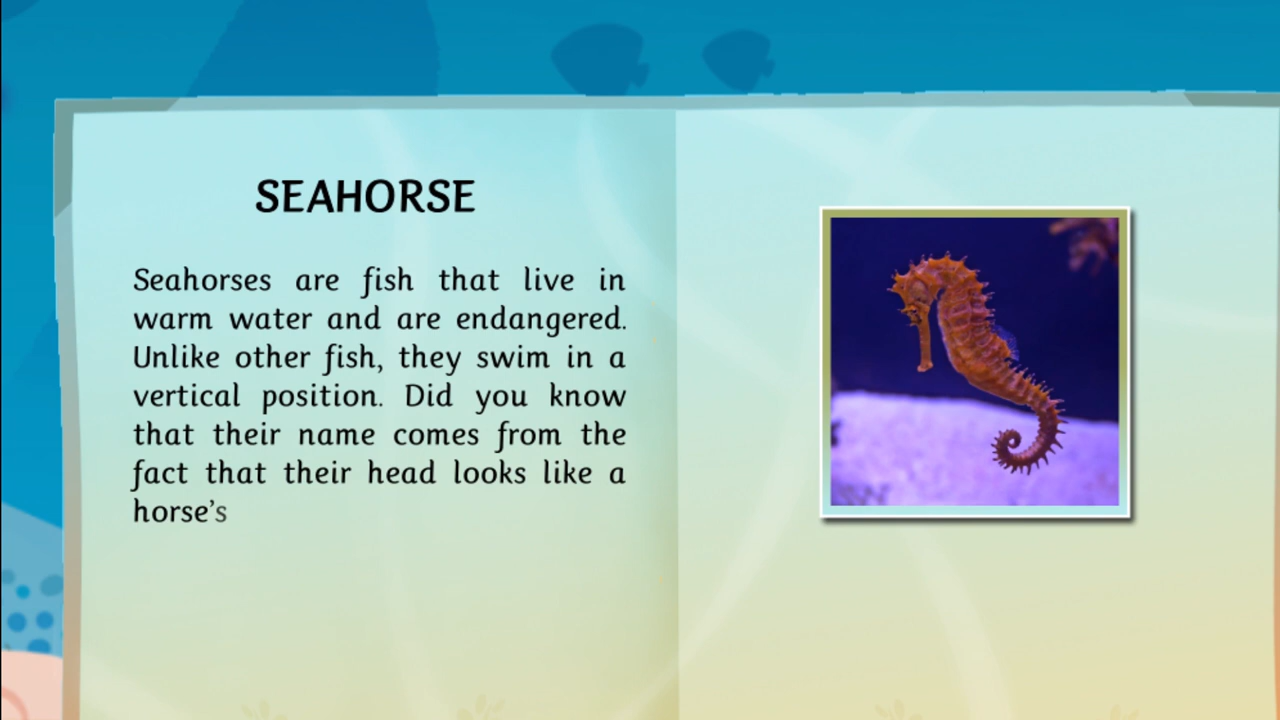 SEAHORSE
Seahorses are fish that live in
warm water and are endangered.
Unlike other fish, they swim in a
vertical position. Did you know
that their name comes from the
fact that their head looks like a
horse’s